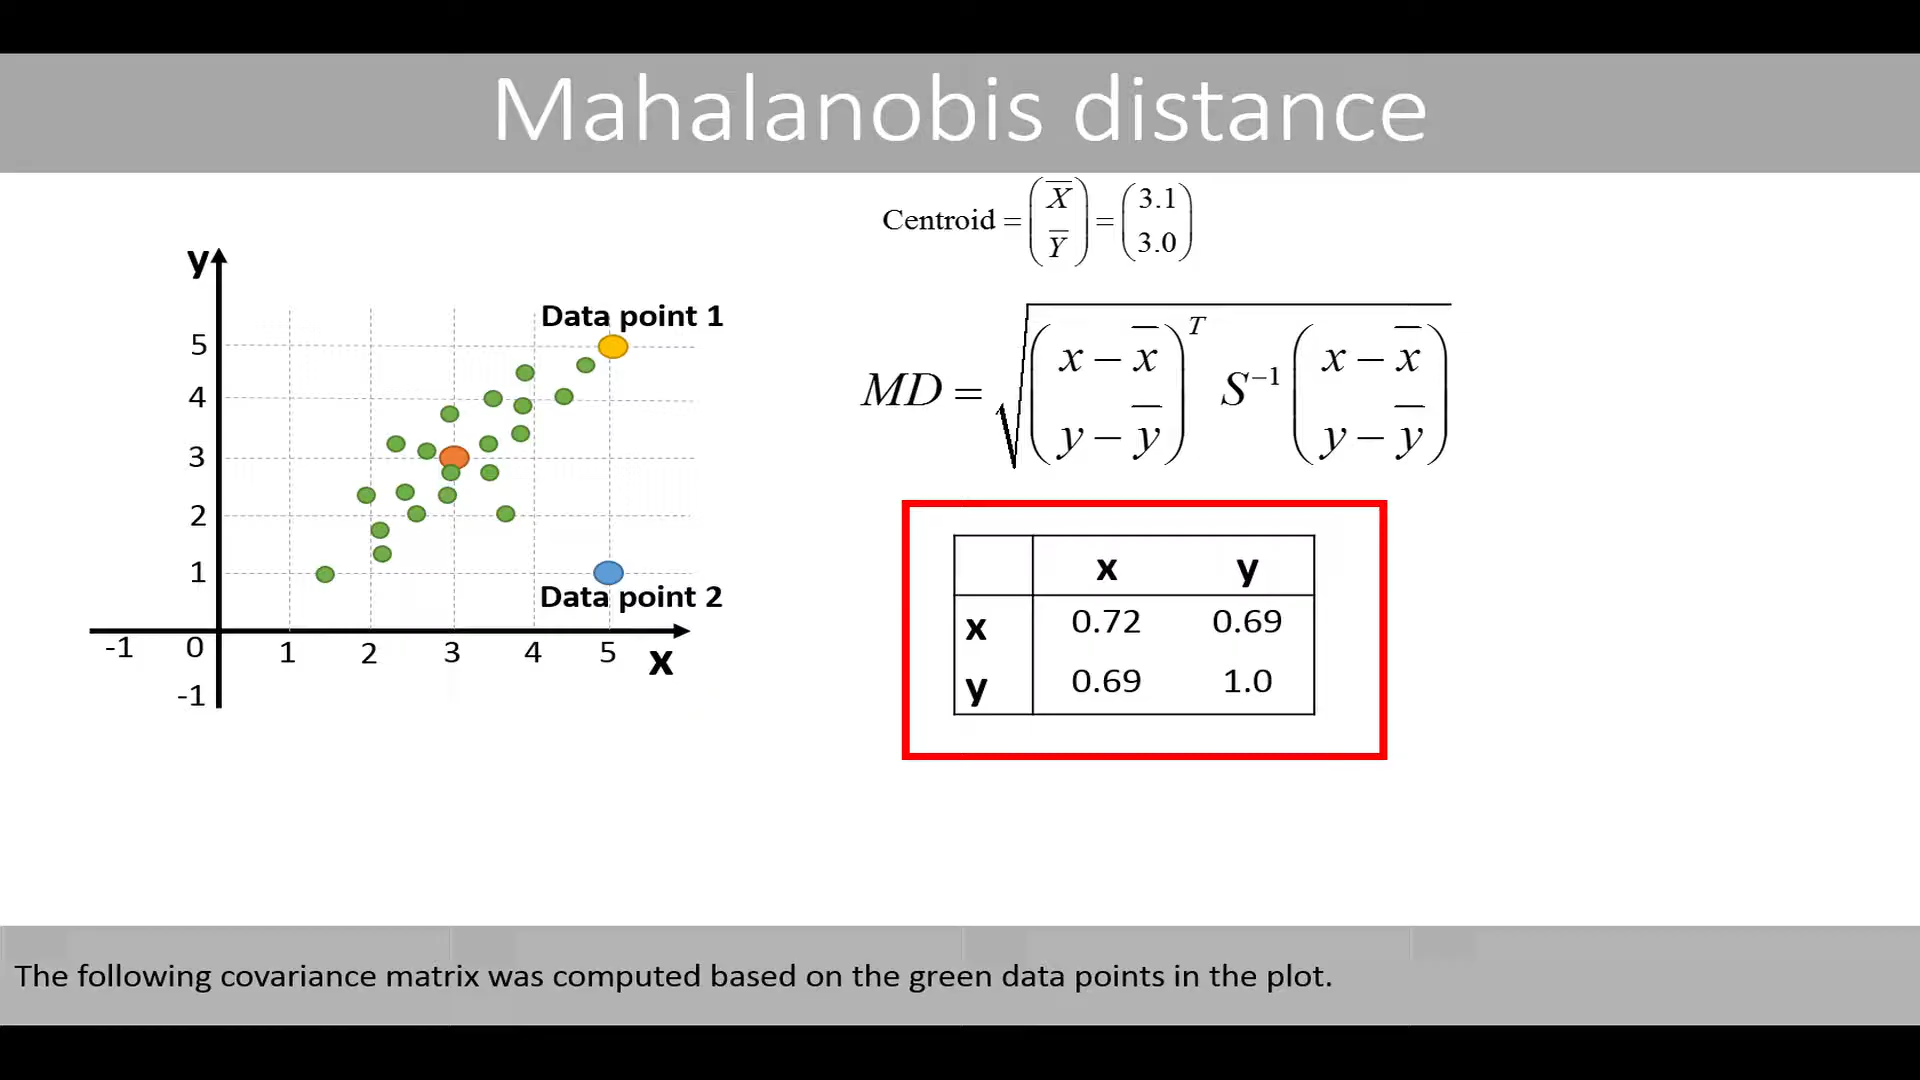 Mahalanobis distance
Centroid = (X̄ Ȳ) = (3.1 3.0)
y
Data point 1
5
4
3
2
1
Data point 2
-1 0 1 2 3 4 5 x
-1
MD = √((x − x̄ y − ȳ)ᵀ S⁻¹ (x − x̄ y − ȳ))
x y
x 0.72 0.69
y 0.69 1.0
The following covariance matrix was computed based on the green data points in the plot.